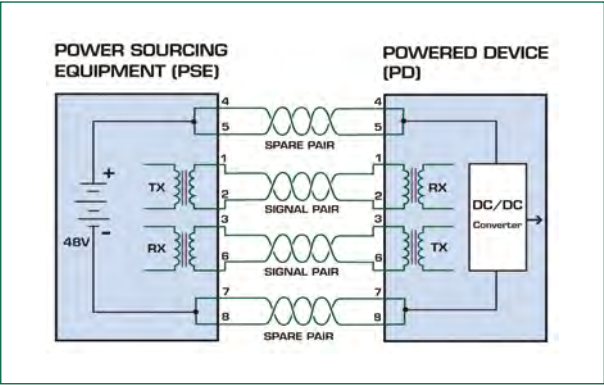 POWER SOURCING
EQUIPMENT (PSE)
POWERED DEVICE
(PD)
4
4
5
5
SPARE PAIR
1
1
+
TX
RX
2
2
SIGNAL PAIR
DC/DC
Converter
3
3
-
48V
RX
TX
6
6
SIGNAL PAIR
7
7
8
8
SPARE PAIR